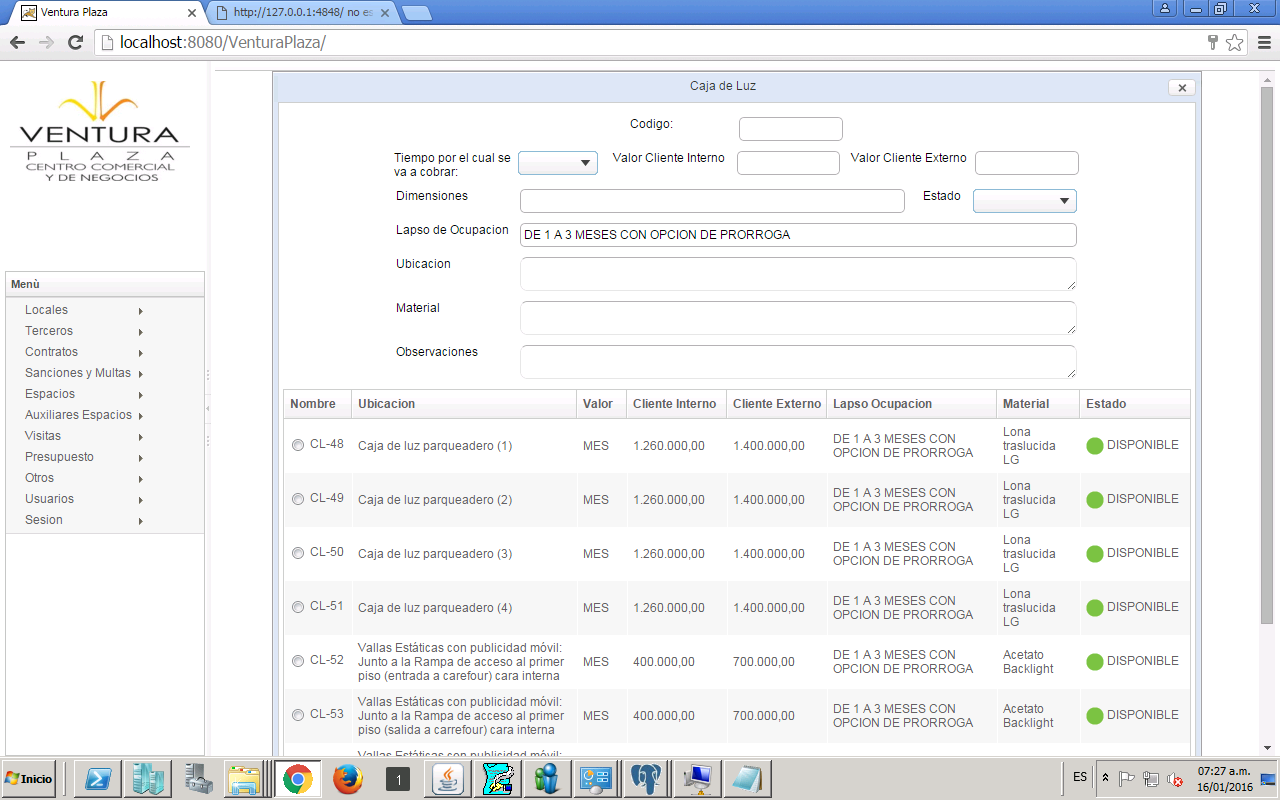 Ventura Plaza
http://127.0.0.1:4848/ no es
localhost:8080/VenturaPlaza/
VENTURA
PLAZA
CENTRO COMERCIAL
Y DE NEGOCIOS
Menù
Locales
Terceros
Contratos
Sanciones y Multas
Espacios
Auxiliares Espacios
Visitas
Presupuesto
Otros
Usuarios
Sesion
Caja de Luz
Codigo:
Tiempo por el cual se va a cobrar:
Valor Cliente Interno
Valor Cliente Externo
Dimensiones
Estado
Lapso de Ocupacion
DE 1 A 3 MESES CON OPCION DE PRORROGA
Ubicacion
Material
Observaciones
Nombre Ubicacion Valor Cliente Interno Cliente Externo Lapso Ocupacion Material Estado
CL-48 Caja de luz parqueadero (1) MES 1.260.000,00 1.400.000,00 DE 1 A 3 MESES CON OPCION DE PRORROGA Lona traslucida LG DISPONIBLE
CL-49 Caja de luz parqueadero (2) MES 1.260.000,00 1.400.000,00 DE 1 A 3 MESES CON OPCION DE PRORROGA Lona traslucida LG DISPONIBLE
CL-50 Caja de luz parqueadero (3) MES 1.260.000,00 1.400.000,00 DE 1 A 3 MESES CON OPCION DE PRORROGA Lona traslucida LG DISPONIBLE
CL-51 Caja de luz parqueadero (4) MES 1.260.000,00 1.400.000,00 DE 1 A 3 MESES CON OPCION DE PRORROGA Lona traslucida LG DISPONIBLE
CL-52 Vallas Estáticas con publicidad móvil: Junto a la Rampa de acceso al primer piso (entrada a carefour) cara interna MES 400.000,00 700.000,00 DE 1 A 3 MESES CON OPCION DE PRORROGA Acetato Backlight DISPONIBLE
CL-53 Vallas Estáticas con publicidad móvil: Junto a la Rampa de acceso al primer piso (salida a carrefour) cara interna MES 400.000,00 700.000,00 DE 1 A 3 MESES CON OPCION DE PRORROGA Acetato Backlight DISPONIBLE
Vallas Estáticas con publicidad móvil:
Inicio
1
ES
07:27 a.m.
16/01/2016